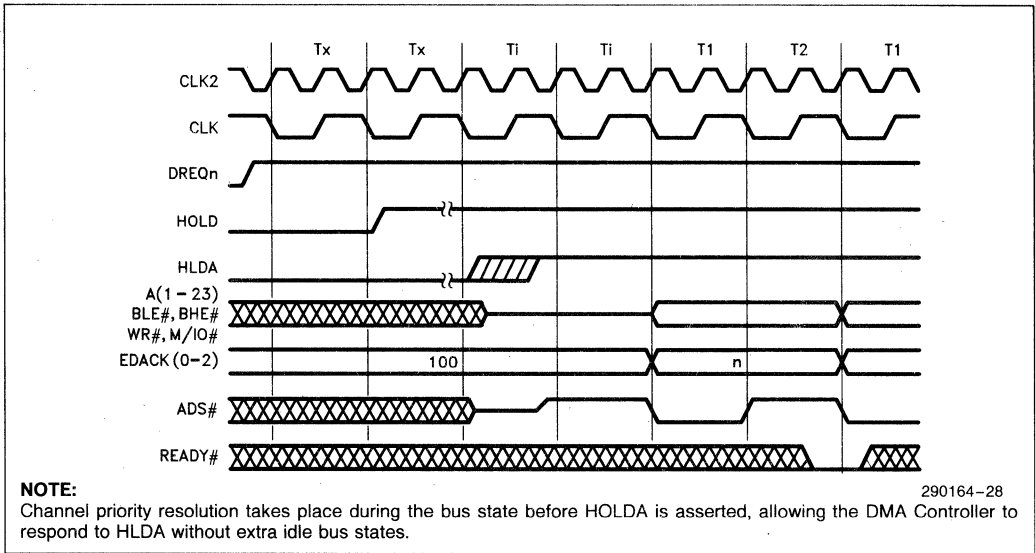 Tx Tx Ti Ti T1 T2 T1
CLK2
CLK
DREQn
HOLD
HLDA
A(1–23)
BLE#, BHE#
WR#, M/IO#
EDACK (0–2) 100 n
ADS#
READY#
NOTE: 290164–28
Channel priority resolution takes place during the bus state before HOLDA is asserted, allowing the DMA Controller to
respond to HLDA without extra idle bus states.